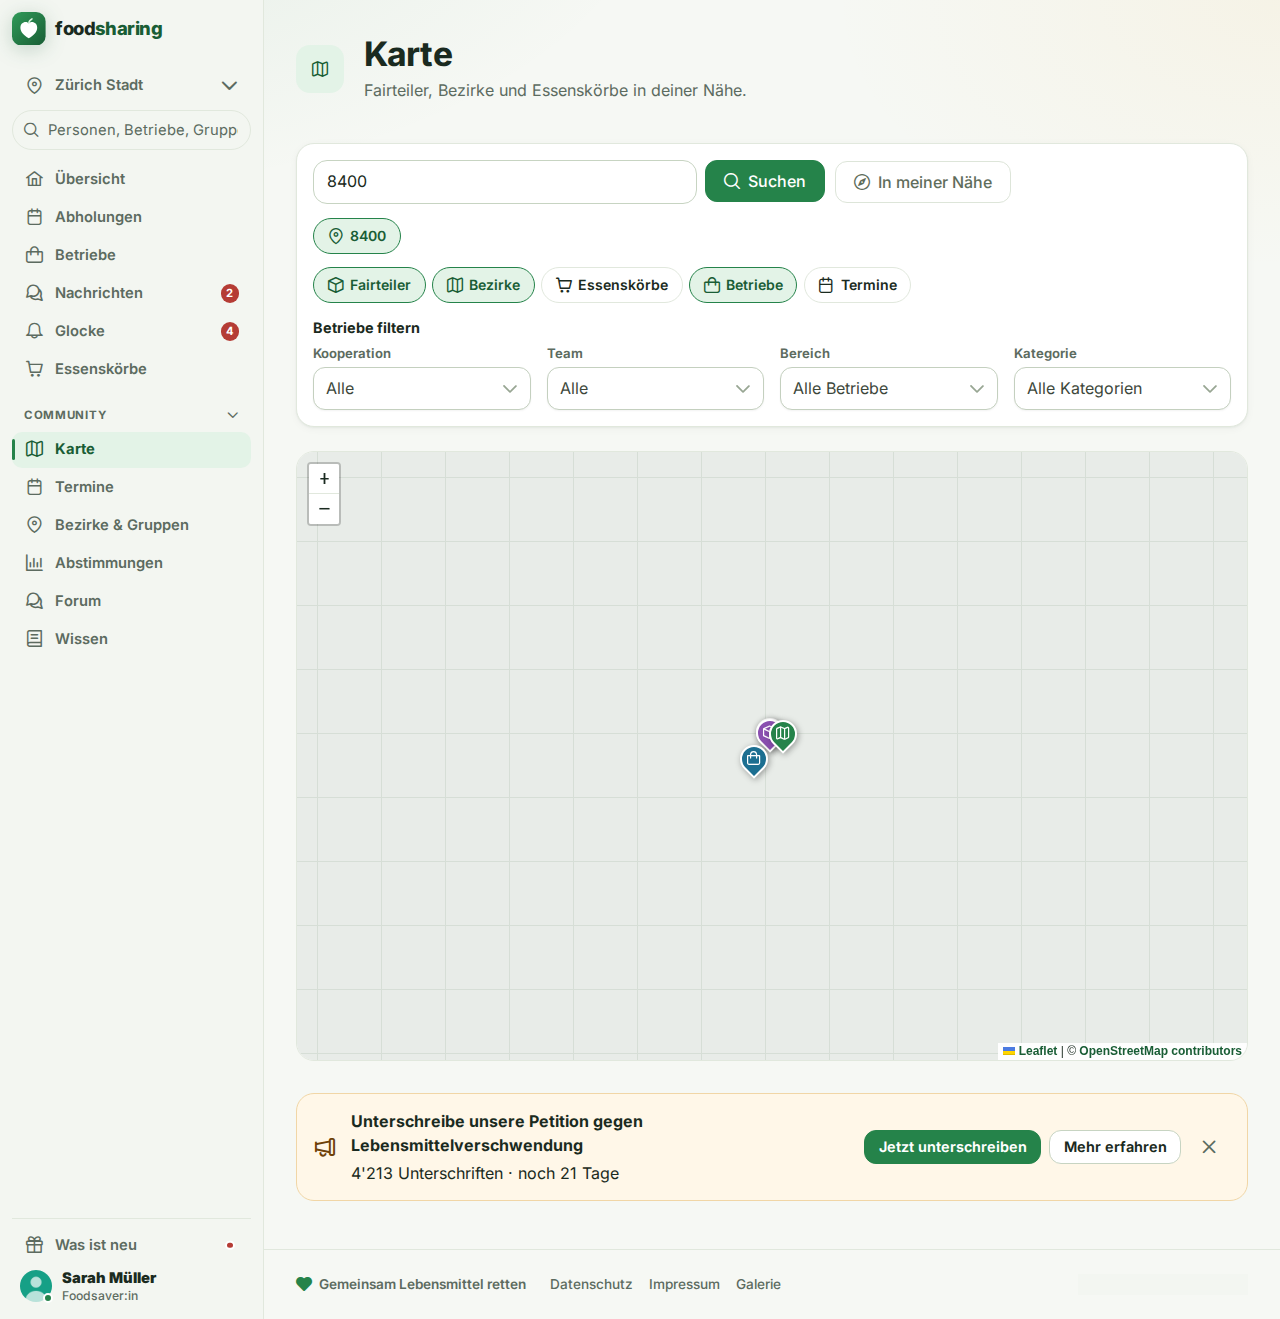 foodsharing
Zürich Stadt
Personen, Betriebe, Grupp
Übersicht
Abholungen
Betriebe
Nachrichten 2
Glocke 4
Essenskörbe
COMMUNITY
Karte
Termine
Bezirke & Gruppen
Abstimmungen
Forum
Wissen
Was ist neu
Sarah Müller
Foodsaver:in
Karte
Fairteiler, Bezirke und Essenskörbe in deiner Nähe.
8400 Suchen In meiner Nähe
8400
Fairteiler Bezirke Essenskörbe Betriebe Termine
Betriebe filtern
Kooperation Team Bereich Kategorie
Alle Alle Alle Betriebe Alle Kategorien
+
−
Leaflet | © OpenStreetMap contributors
Unterschreibe unsere Petition gegen
Lebensmittelverschwendung
4'213 Unterschriften · noch 21 Tage
Jetzt unterschreiben Mehr erfahren
Gemeinsam Lebensmittel retten Datenschutz Impressum Galerie